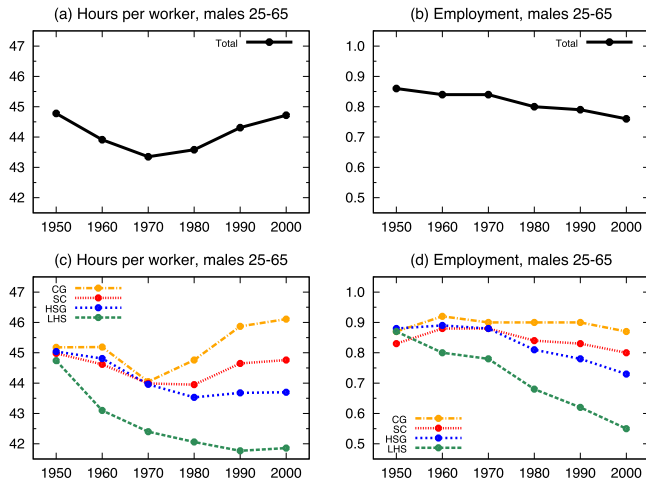 (a) Hours per worker, males 25-65
(b) Employment, males 25-65
47
46
45
44
43
42
Total
1950 1960 1970 1980 1990 2000
1.0
0.9
0.8
0.7
0.6
0.5
Total
1950 1960 1970 1980 1990 2000
(c) Hours per worker, males 25-65
(d) Employment, males 25-65
47
46
45
44
43
42
CG
SC
HSG
LHS
1950 1960 1970 1980 1990 2000
1.0
0.9
0.8
0.7
0.6
0.5
CG
SC
HSG
LHS
1950 1960 1970 1980 1990 2000